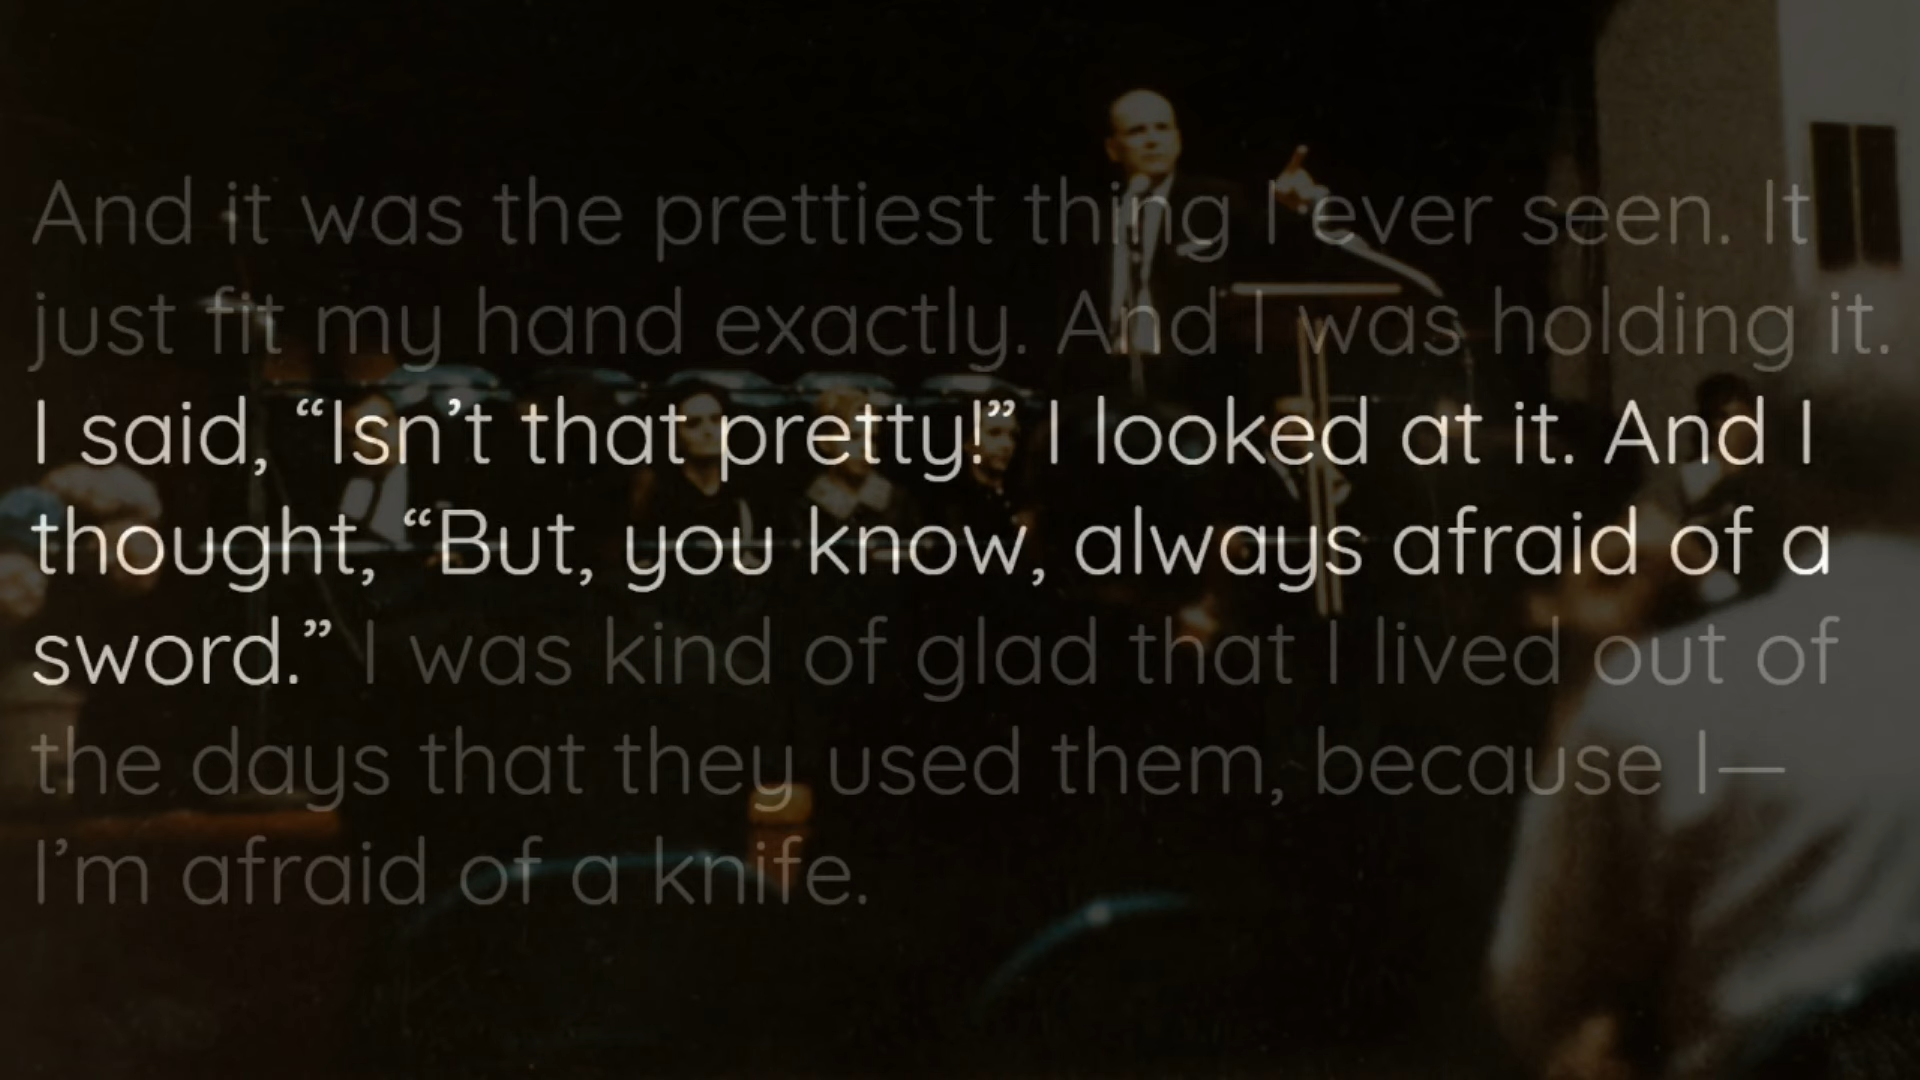 And it was the prettiest thing I ever seen. It
just fit my hand exactly. And I was holding it.
I said, “Isn’t that pretty!” I looked at it. And I
thought, “But, you know, always afraid of a
sword.” I was kind of glad that I lived out of
the days that they used them, because I—
I’m afraid of a knife.